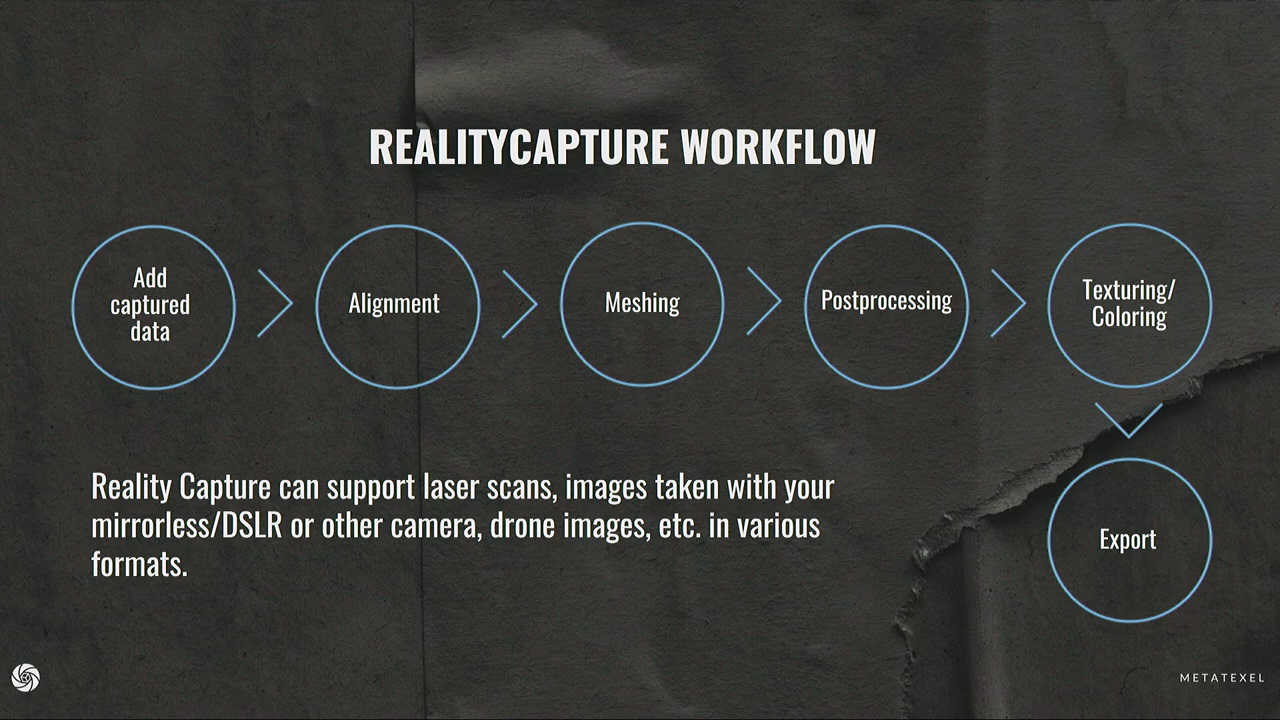 REALITYCAPTURE WORKFLOW
Add
captured
data
Alignment
Meshing
Postprocessing
Texturing/
Coloring
Reality Capture can support laser scans, images taken with your
mirrorless/DSLR or other camera, drone images, etc. in various
formats.
Export
METATEXEL